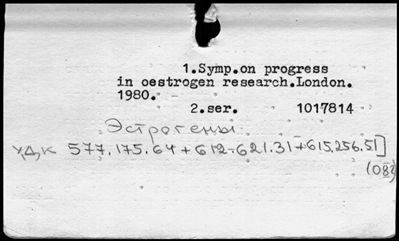 1.Symp.on progress
in oestrogen research.London.
1980.
2.ser. 1017814
Эстрогены
УДК 577.175.64+612.621.31+615.256.51]
(082)